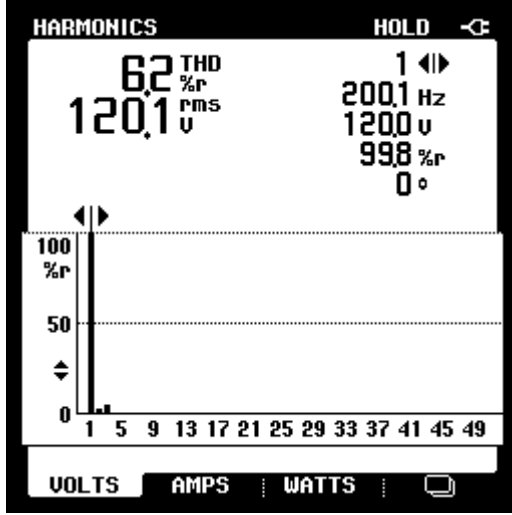 HARMONICS HOLD
6.2 THD %r
120.1 rms V
1
200.1 Hz
120.0 V
99.8 %r
0 °
100
%r
50
0
1 5 9 13 17 21 25 29 33 37 41 45 49
VOLTS AMPS WATTS